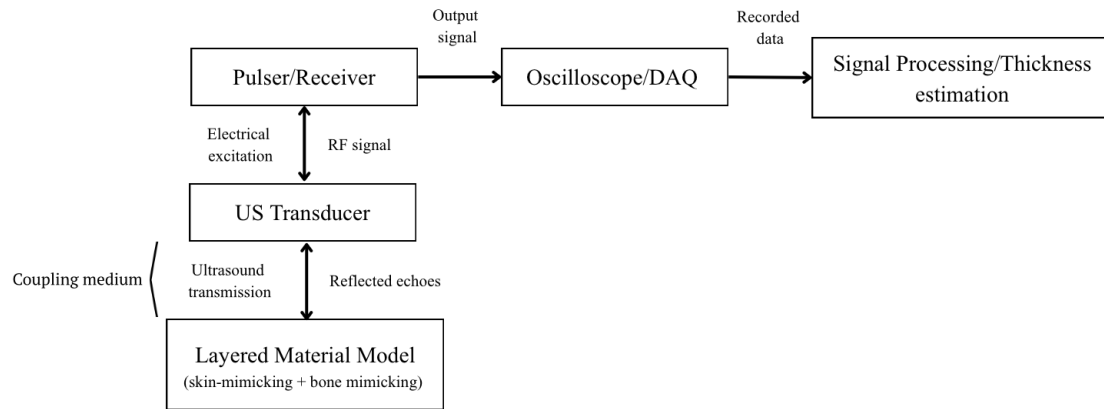 Output
signal
Recorded
data
Pulser/Receiver
Oscilloscope/DAQ
Signal Processing/Thickness
estimation
Electrical
excitation
RF signal
US Transducer
Coupling medium
Ultrasound
transmission
Reflected echoes
Layered Material Model
(skin-mimicking + bone mimicking)